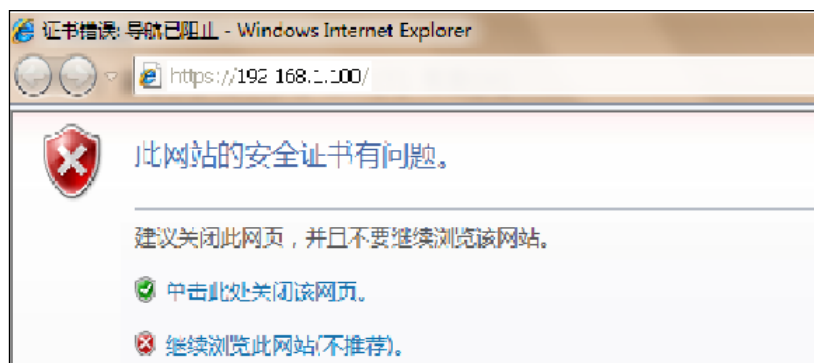 证书错误: 导航已阻止 - Windows Internet Explorer
https://192.168.1.100/
此网站的安全证书有问题。
建议关闭此网页，并且不要继续浏览该网站。
单击此处关闭该网页。
继续浏览此网站(不推荐)。